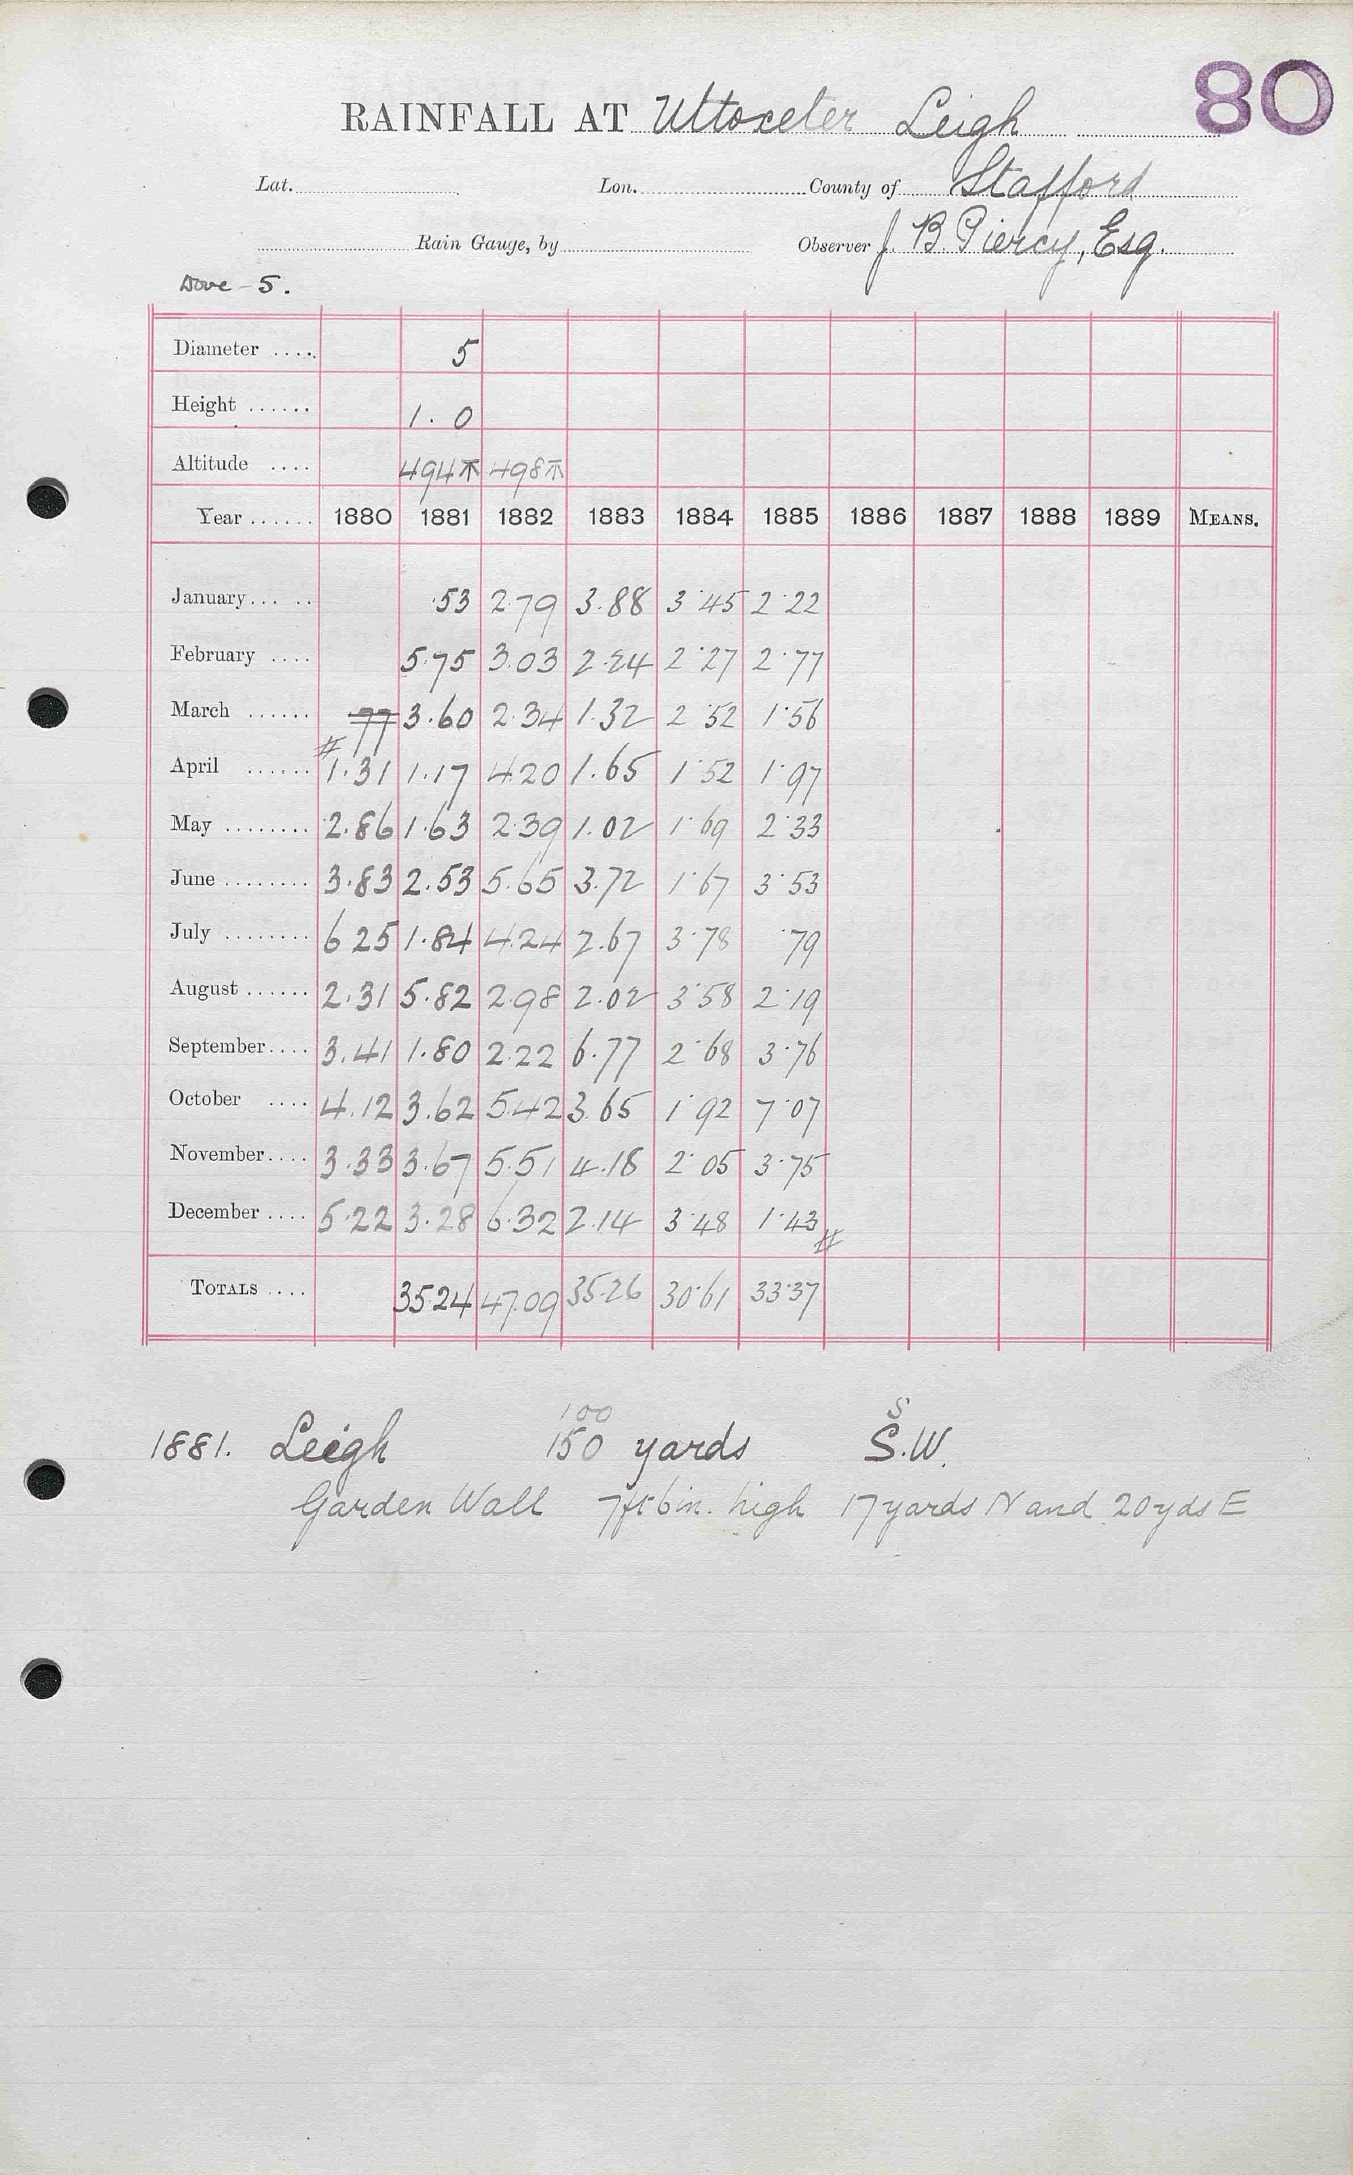 80
RAINFALL AT Uttoxeter Leigh
Lat. Lon. County of Stafford
Rain Gauge, by Observer J. B. Piercy, Esq.
Dove - 5.
Diameter .... 5
Height ...... 1. 0
Altitude .... 494 498
Year ...... 1880 1881 1882 1883 1884 1885 1886 1887 1888 1889 MEANS.
January... .. .53 2.79 3.88 3.45 2.22
February .... 5.75 3.03 2.24 2.27 2.77
March ...... 77 3.60 2.34 1.32 2.52 1.56
April ...... # 1.31 1.17 4.20 1.65 1.52 1.97
May ........ 2.86 1.63 2.39 1.02 1.69 2.33
June ........ 3.83 2.53 5.65 3.72 1.67 3.53
July ........ 6 25 1.84 4.24 2.67 3.78 .79
August ...... 2.31 5.82 2.98 2.02 3.58 2.19
September.... 3.41 1.80 2.22 6.77 2.68 3.76
October .... 4.12 3.62 5.42 3.65 1.92 7.07
November.... 3.33 3.67 5.51 4.18 2.05 3.75
December .... 5.22 3.28 6.32 2.14 3.48 1.43 #
TOTALS .... 35.24 47.09 35.26 30.61 33.37
100 S
1881. Leigh 150 yards S.W.
Garden Wall 7ft 6in. high 17 yards N and 20 yds E